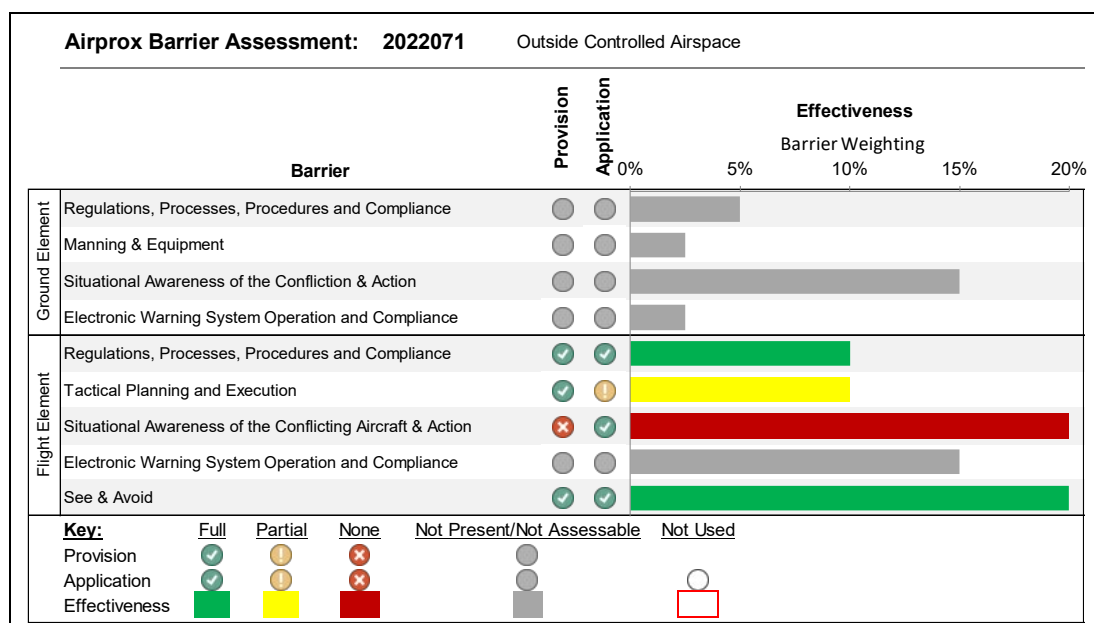 Airprox Barrier Assessment: 2022071 Outside Controlled Airspace
Barrier
Provision
Application
Effectiveness
Barrier Weighting
0% 5% 10% 15% 20%
Ground Element
Regulations, Processes, Procedures and Compliance
Manning & Equipment
Situational Awareness of the Confliction & Action
Electronic Warning System Operation and Compliance
Flight Element
Regulations, Processes, Procedures and Compliance
Tactical Planning and Execution
Situational Awareness of the Conflicting Aircraft & Action
Electronic Warning System Operation and Compliance
See & Avoid
Key: Full Partial None Not Present/Not Assessable Not Used
Provision
Application
Effectiveness